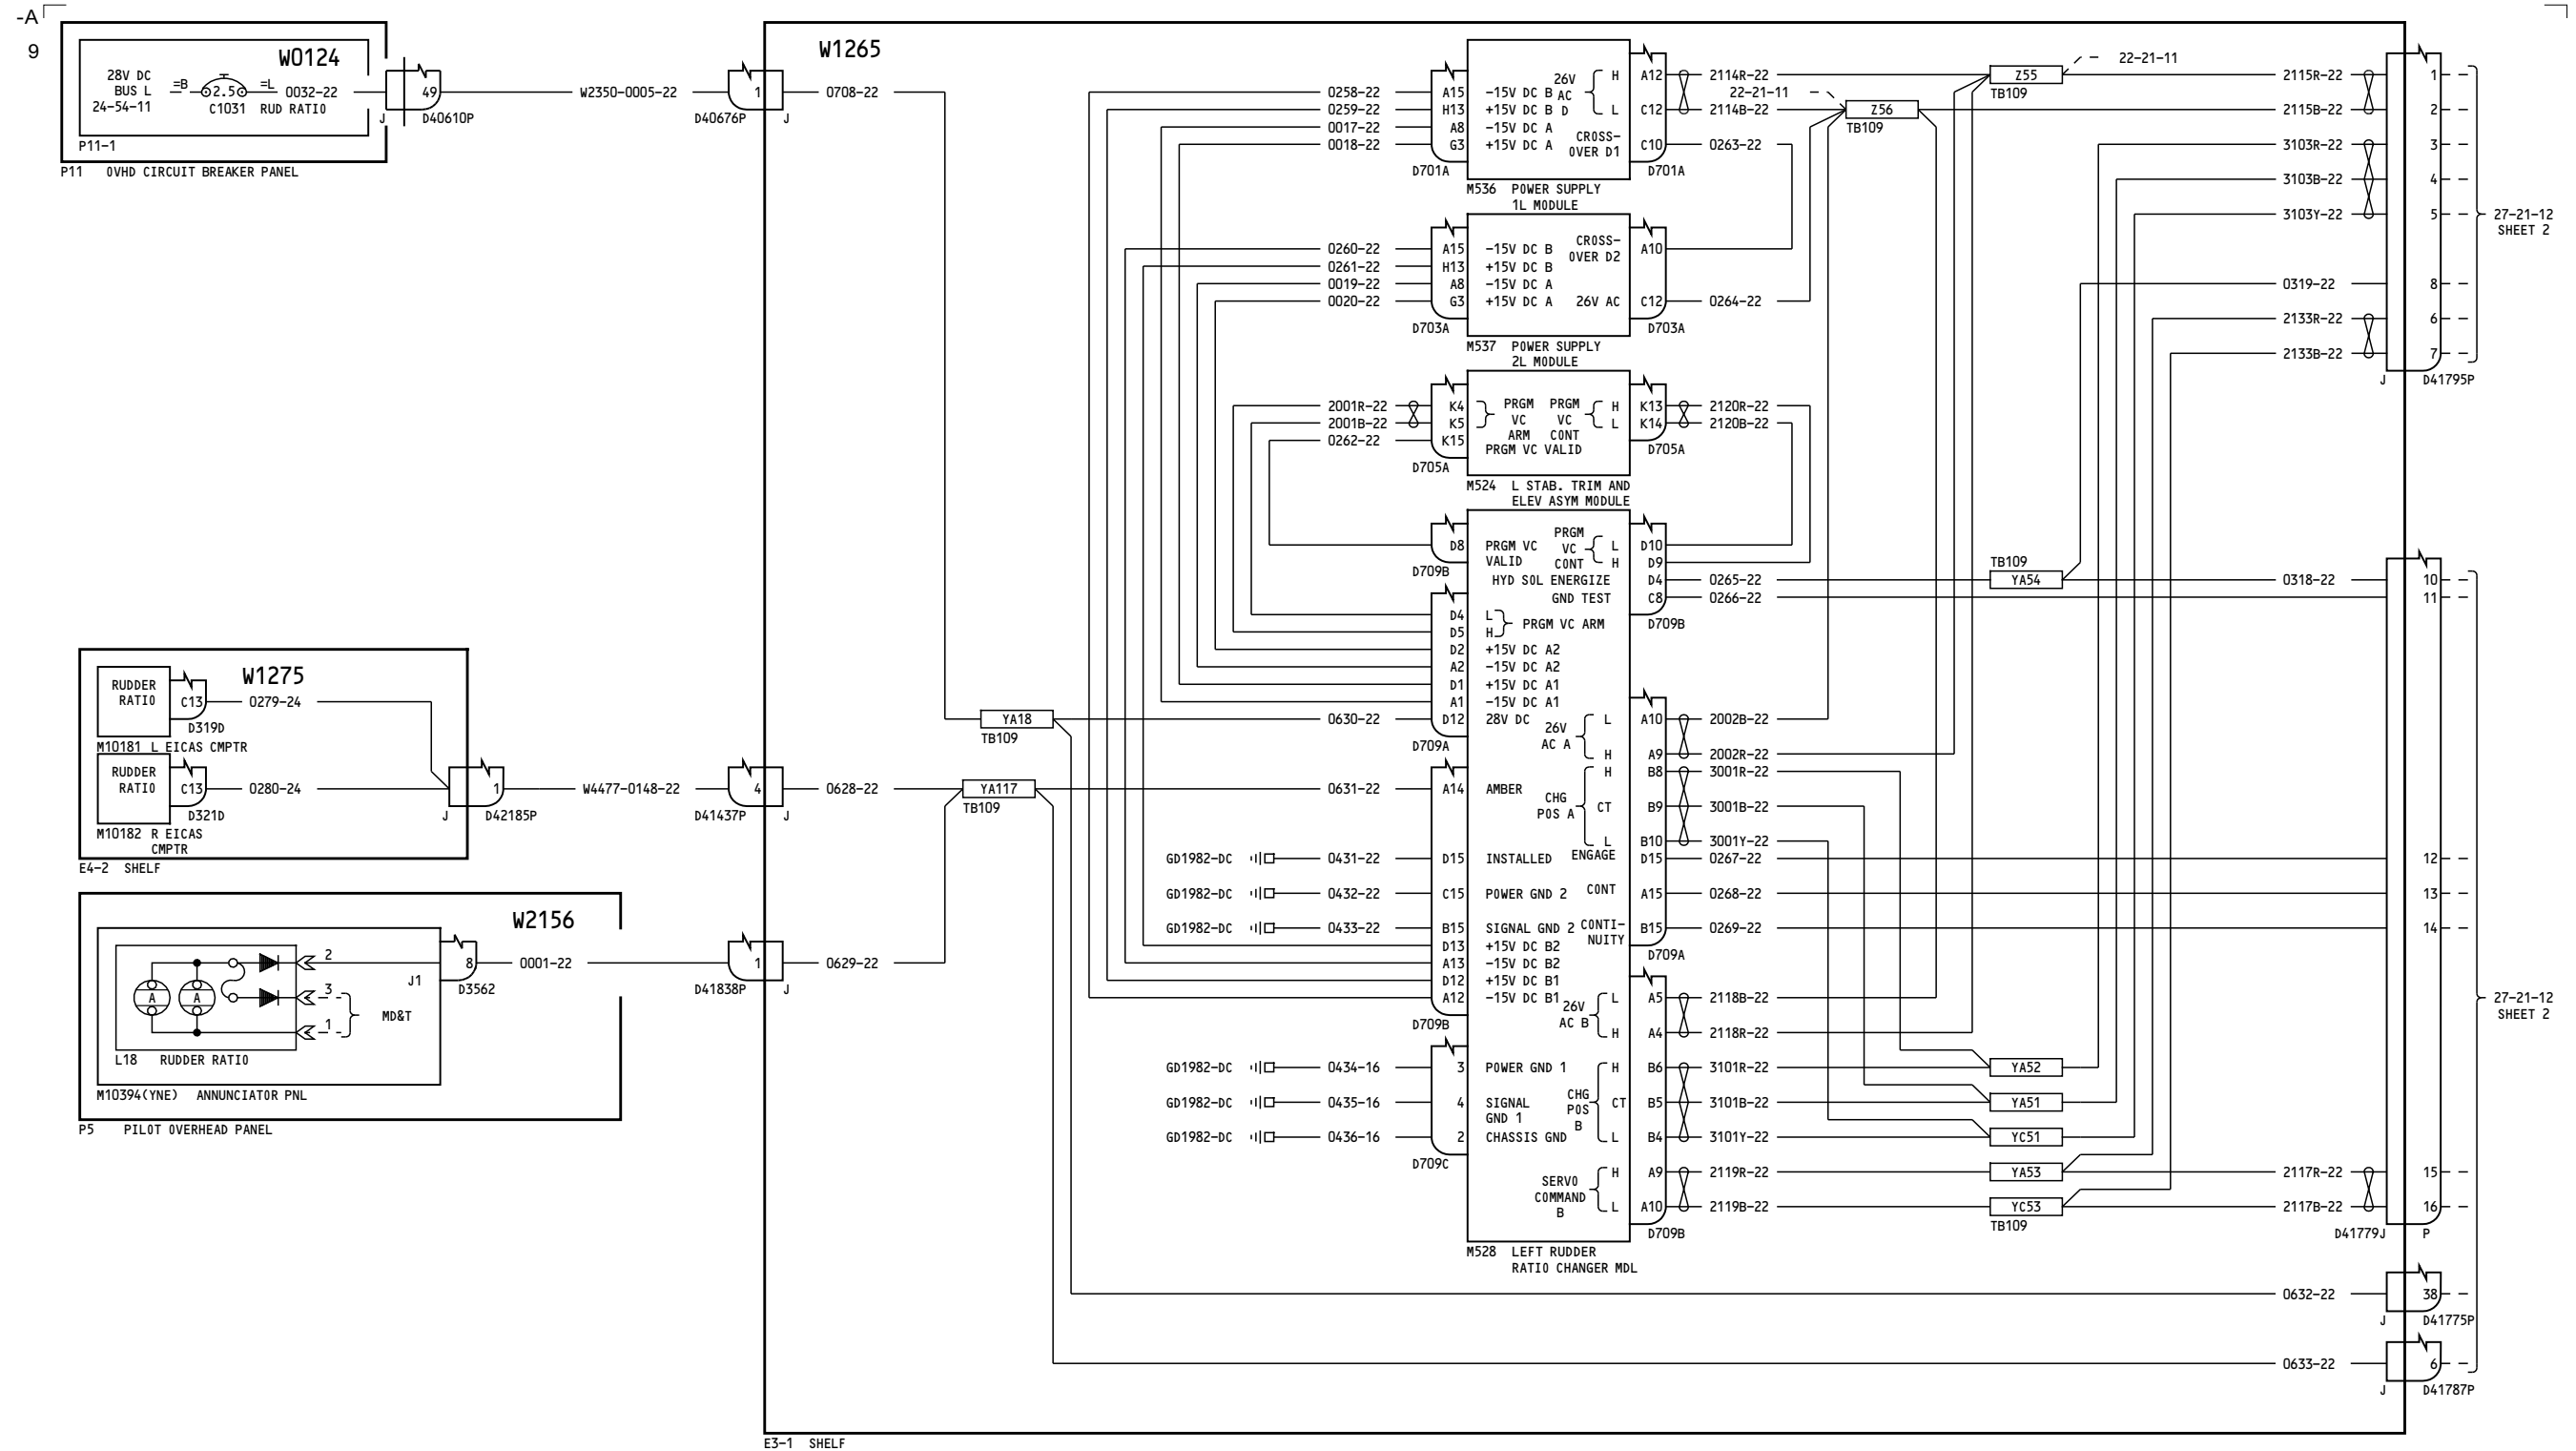 -A
9
W0124
28V DC
BUS L
24-54-11
=B
2.5
=L
0032-22
C1031
RUD RATIO
P11-1
P11 OVHD CIRCUIT BREAKER PANEL
J
49
D40610P
W2350-0005-22
1
D40676P
J
W1265
0708-22
W1275
RUDDER
RATIO
C13
0279-24
D319D
M10181 L EICAS CMPTR
RUDDER
RATIO
C13
0280-24
D321D
M10182 R EICAS
CMPTR
E4-2 SHELF
J
1
D42185P
W4477-0148-22
4
D41437P
J
0628-22
W2156
A
A
2
3
1
MD&T
L18 RUDDER RATIO
J1
8
D3562
0001-22
M10394(YNE) ANNUNCIATOR PNL
P5 PILOT OVERHEAD PANEL
1
D41838P
J
0629-22
YA18
TB109
YA117
TB109
0258-22
0259-22
0017-22
0018-22
A15
H13
A8
G3
D701A
-15V DC B
+15V DC B
-15V DC A
+15V DC A
26V
AC
D
H
L
CROSS-
OVER D1
A12
C12
C10
D701A
M536 POWER SUPPLY
1L MODULE
2114R-22
2114B-22
0263-22
22-21-11
22-21-11
Z55
TB109
Z56
TB109
0260-22
0261-22
0019-22
0020-22
A15
H13
A8
G3
D703A
-15V DC B
+15V DC B
-15V DC A
+15V DC A
CROSS-
OVER D2
26V AC
A10
C12
D703A
0264-22
M537 POWER SUPPLY
2L MODULE
2001R-22
2001B-22
0262-22
K4
K5
K15
D705A
PRGM
VC
ARM
PRGM
VC
CONT
H
L
PRGM VC VALID
K13
K14
D705A
2120R-22
2120B-22
M524 L STAB. TRIM AND
ELEV ASYM MODULE
D8
D709B
PRGM VC
VALID
PRGM
VC
CONT
L
H
HYD SOL ENERGIZE
GND TEST
D10
D9
D4
C8
D709B
0265-22
0266-22
D4
D5
D2
A2
D1
A1
D12
D709A
L
H
PRGM VC ARM
+15V DC A2
-15V DC A2
+15V DC A1
-15V DC A1
28V DC
0630-22
26V
AC A
L
H
A10
A9
2002B-22
2002R-22
0631-22
A14
AMBER
CHG
POS A
H
CT
L
B8
B9
B10
3001R-22
3001B-22
3001Y-22
GD1982-DC
0431-22
D15
INSTALLED
ENGAGE
D15
0267-22
GD1982-DC
0432-22
C15
POWER GND 2
CONT
A15
0268-22
GD1982-DC
0433-22
B15
SIGNAL GND 2
CONTI-
NUITY
B15
0269-22
D709A
D13
A13
D12
A12
D709B
+15V DC B2
-15V DC B2
+15V DC B1
-15V DC B1
26V
AC B
L
H
A5
A4
2118B-22
2118R-22
GD1982-DC
0434-16
3
POWER GND 1
GD1982-DC
0435-16
4
SIGNAL
GND 1
GD1982-DC
0436-16
2
CHASSIS GND
D709C
CHG
POS
B
H
CT
L
B6
B5
B4
3101R-22
3101B-22
3101Y-22
SERVO
COMMAND
B
H
L
A9
A10
D709B
2119R-22
2119B-22
M528 LEFT RUDDER
RATIO CHANGER MDL
TB109
YA54
YA52
YA51
YC51
YA53
YC53
TB109
2115R-22
2115B-22
3103R-22
3103B-22
3103Y-22
0319-22
2133R-22
2133B-22
1
2
3
4
5
8
6
7
J
D41795P
27-21-12
SHEET 2
0318-22
10
11
12
13
14
2117R-22
2117B-22
15
16
D41779J
P
27-21-12
SHEET 2
0632-22
38
J
D41775P
0633-22
6
J
D41787P
E3-1 SHELF